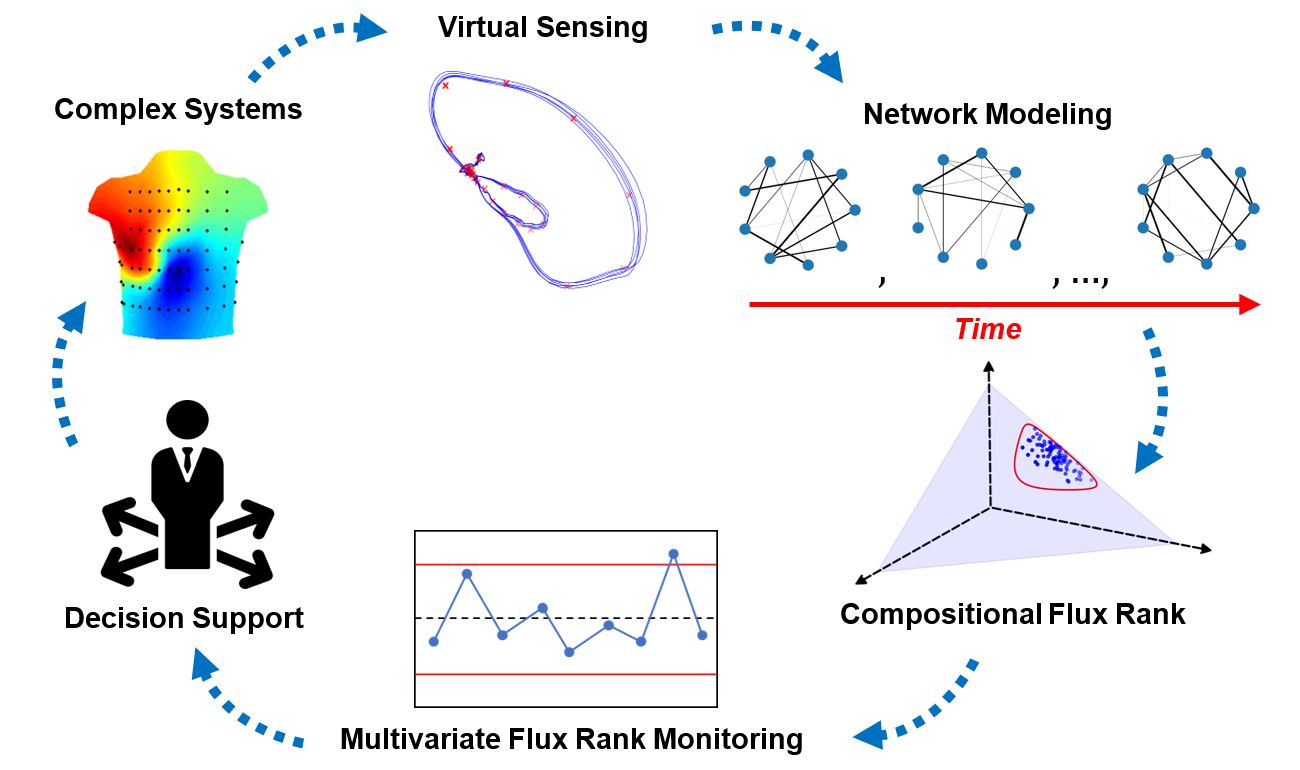 Virtual Sensing
Complex Systems
Network Modeling
, , ...,
Time
Decision Support
Compositional Flux Rank
Multivariate Flux Rank Monitoring